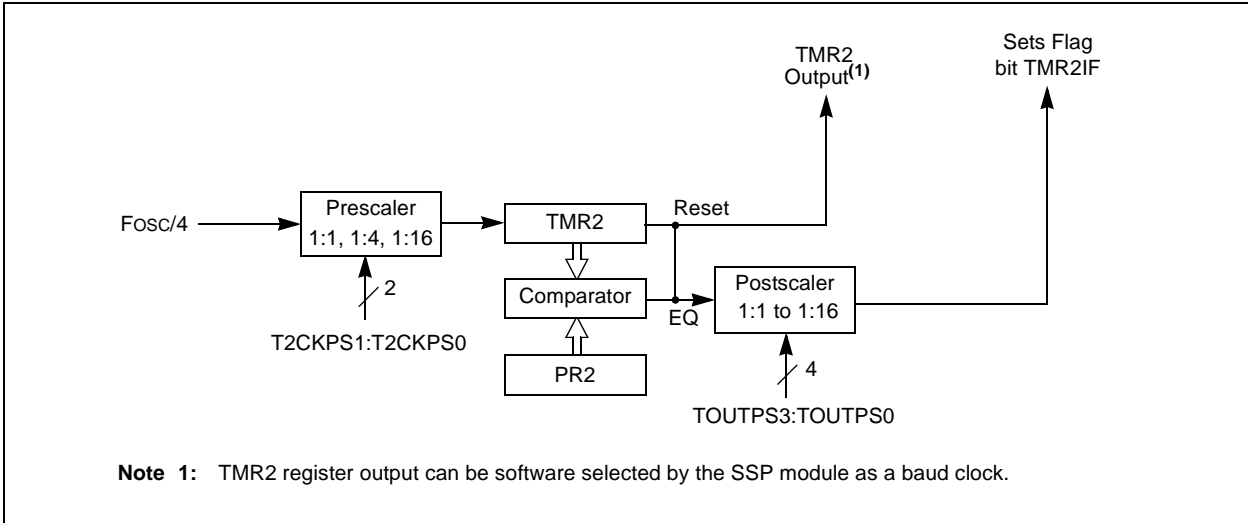 TMR2
Output(1)
Sets Flag
bit TMR2IF
FOSC/4
Prescaler
1:1, 1:4, 1:16
2
T2CKPS1:T2CKPS0
TMR2
Reset
Comparator
EQ
PR2
Postscaler
1:1 to 1:16
4
TOUTPS3:TOUTPS0
Note 1: TMR2 register output can be software selected by the SSP module as a baud clock.